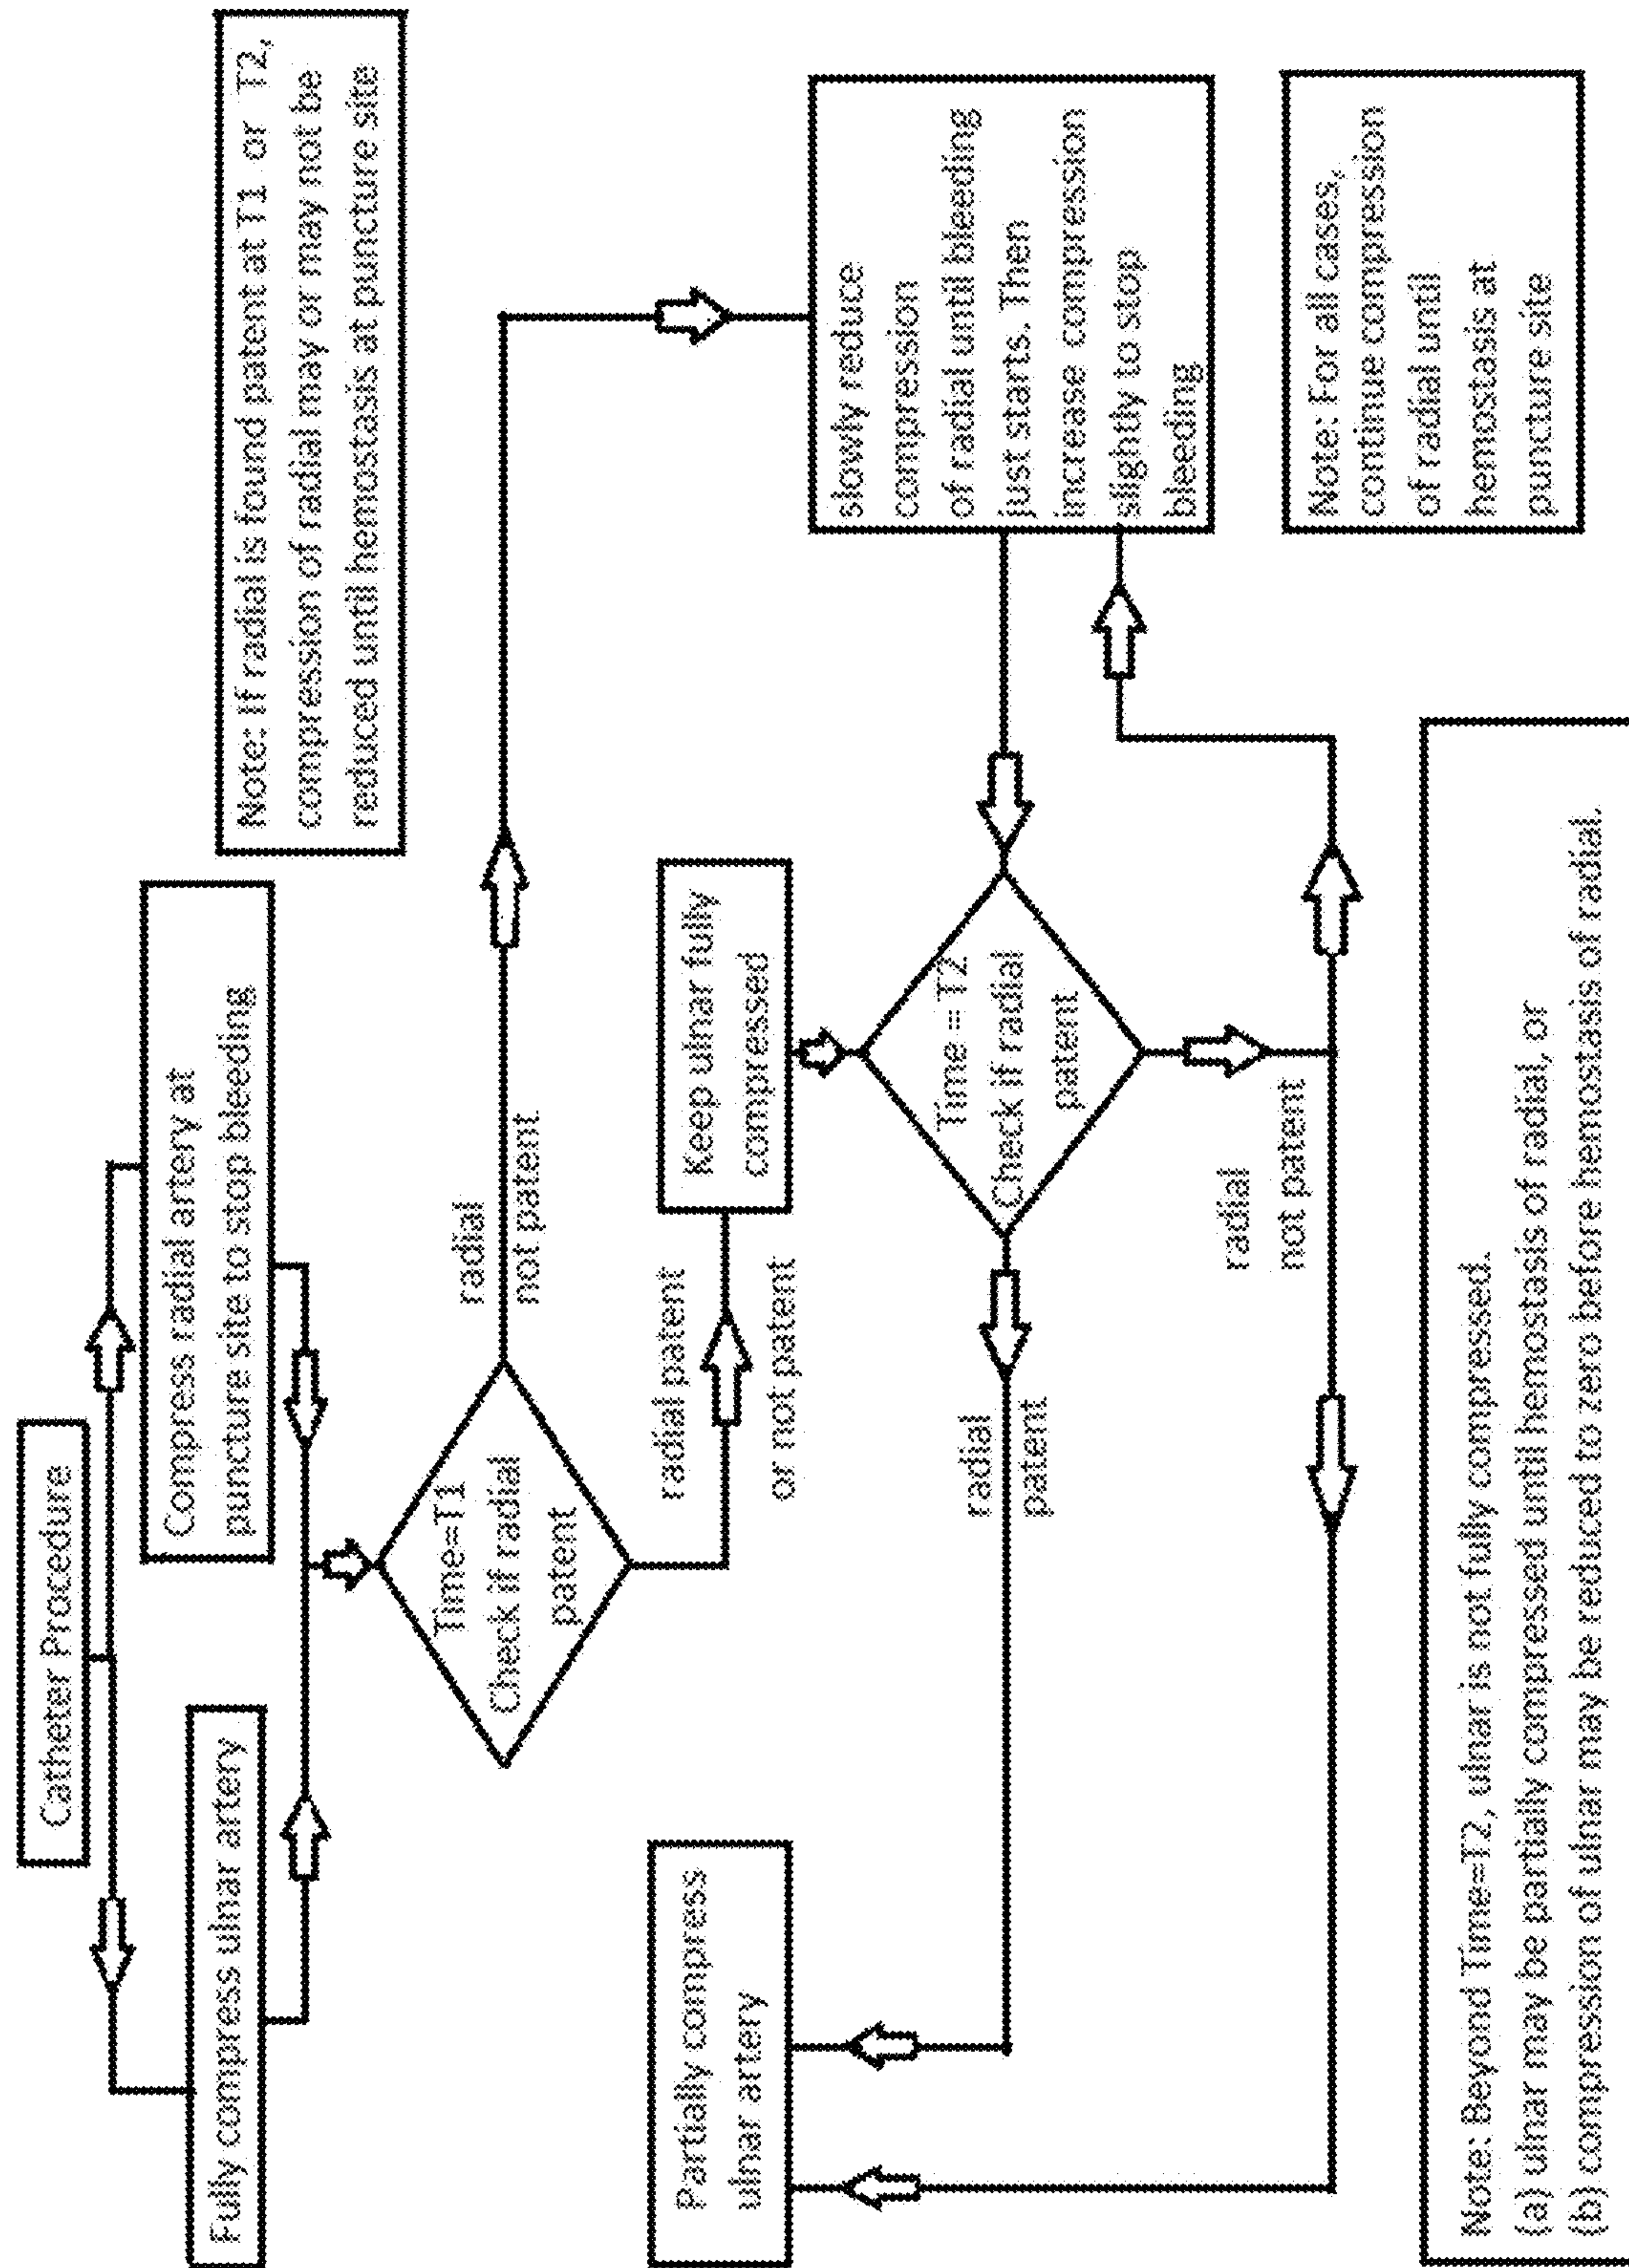 Catheter Procedure
Fully compress ulnar artery
Compress radial artery at
puncture site to stop bleeding
Note: If radial is found patent at T1 or T2,
compression of radial may or may not be
reduced until hemostasis at puncture site
Time=T1
Check if radial
patent
radial
not patent
radial patent
or not patent
Keep ulnar fully
compressed
Partially compress
ulnar artery
slowly reduce
compression
of radial until bleeding
just starts. Then
increase compression
slightly to stop
bleeding
Time = T2
Check if radial
patent
radial
patent
radial
not patent
Note: For all cases,
continue compression
of radial until
hemostasis at
puncture site
Note: Beyond Time=T2, ulnar is not fully compressed.
(a) ulnar may be partially compressed until hemostasis of radial, or
(b) compression of ulnar may be reduced to zero before hemostasis of radial.